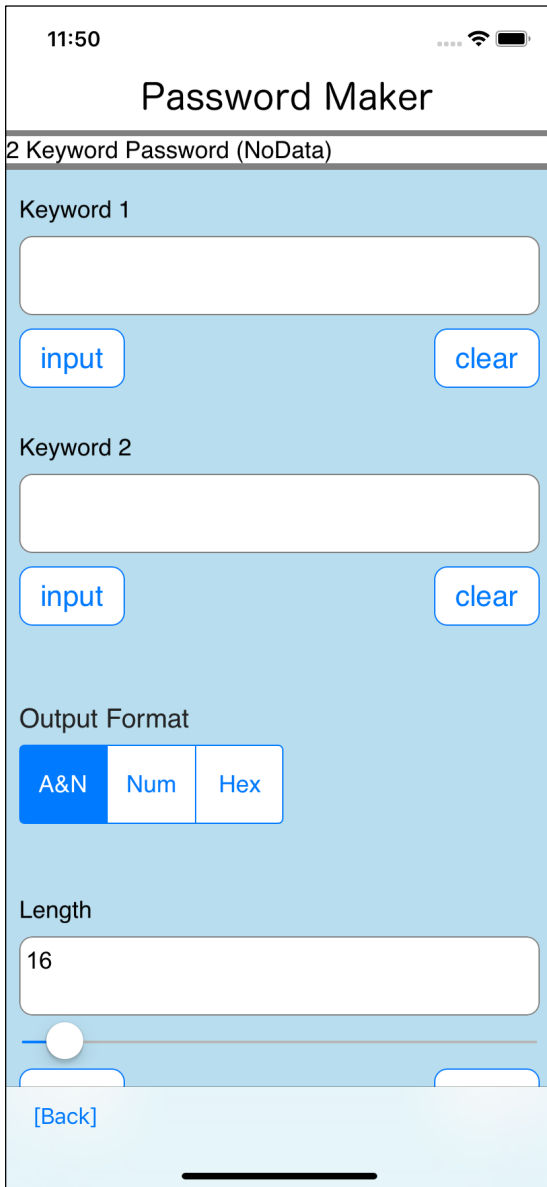 11:50
Password Maker
2 Keyword Password (NoData)
Keyword 1
input clear
Keyword 2
input clear
Output Format
A&N Num Hex
Length
16
[Back]